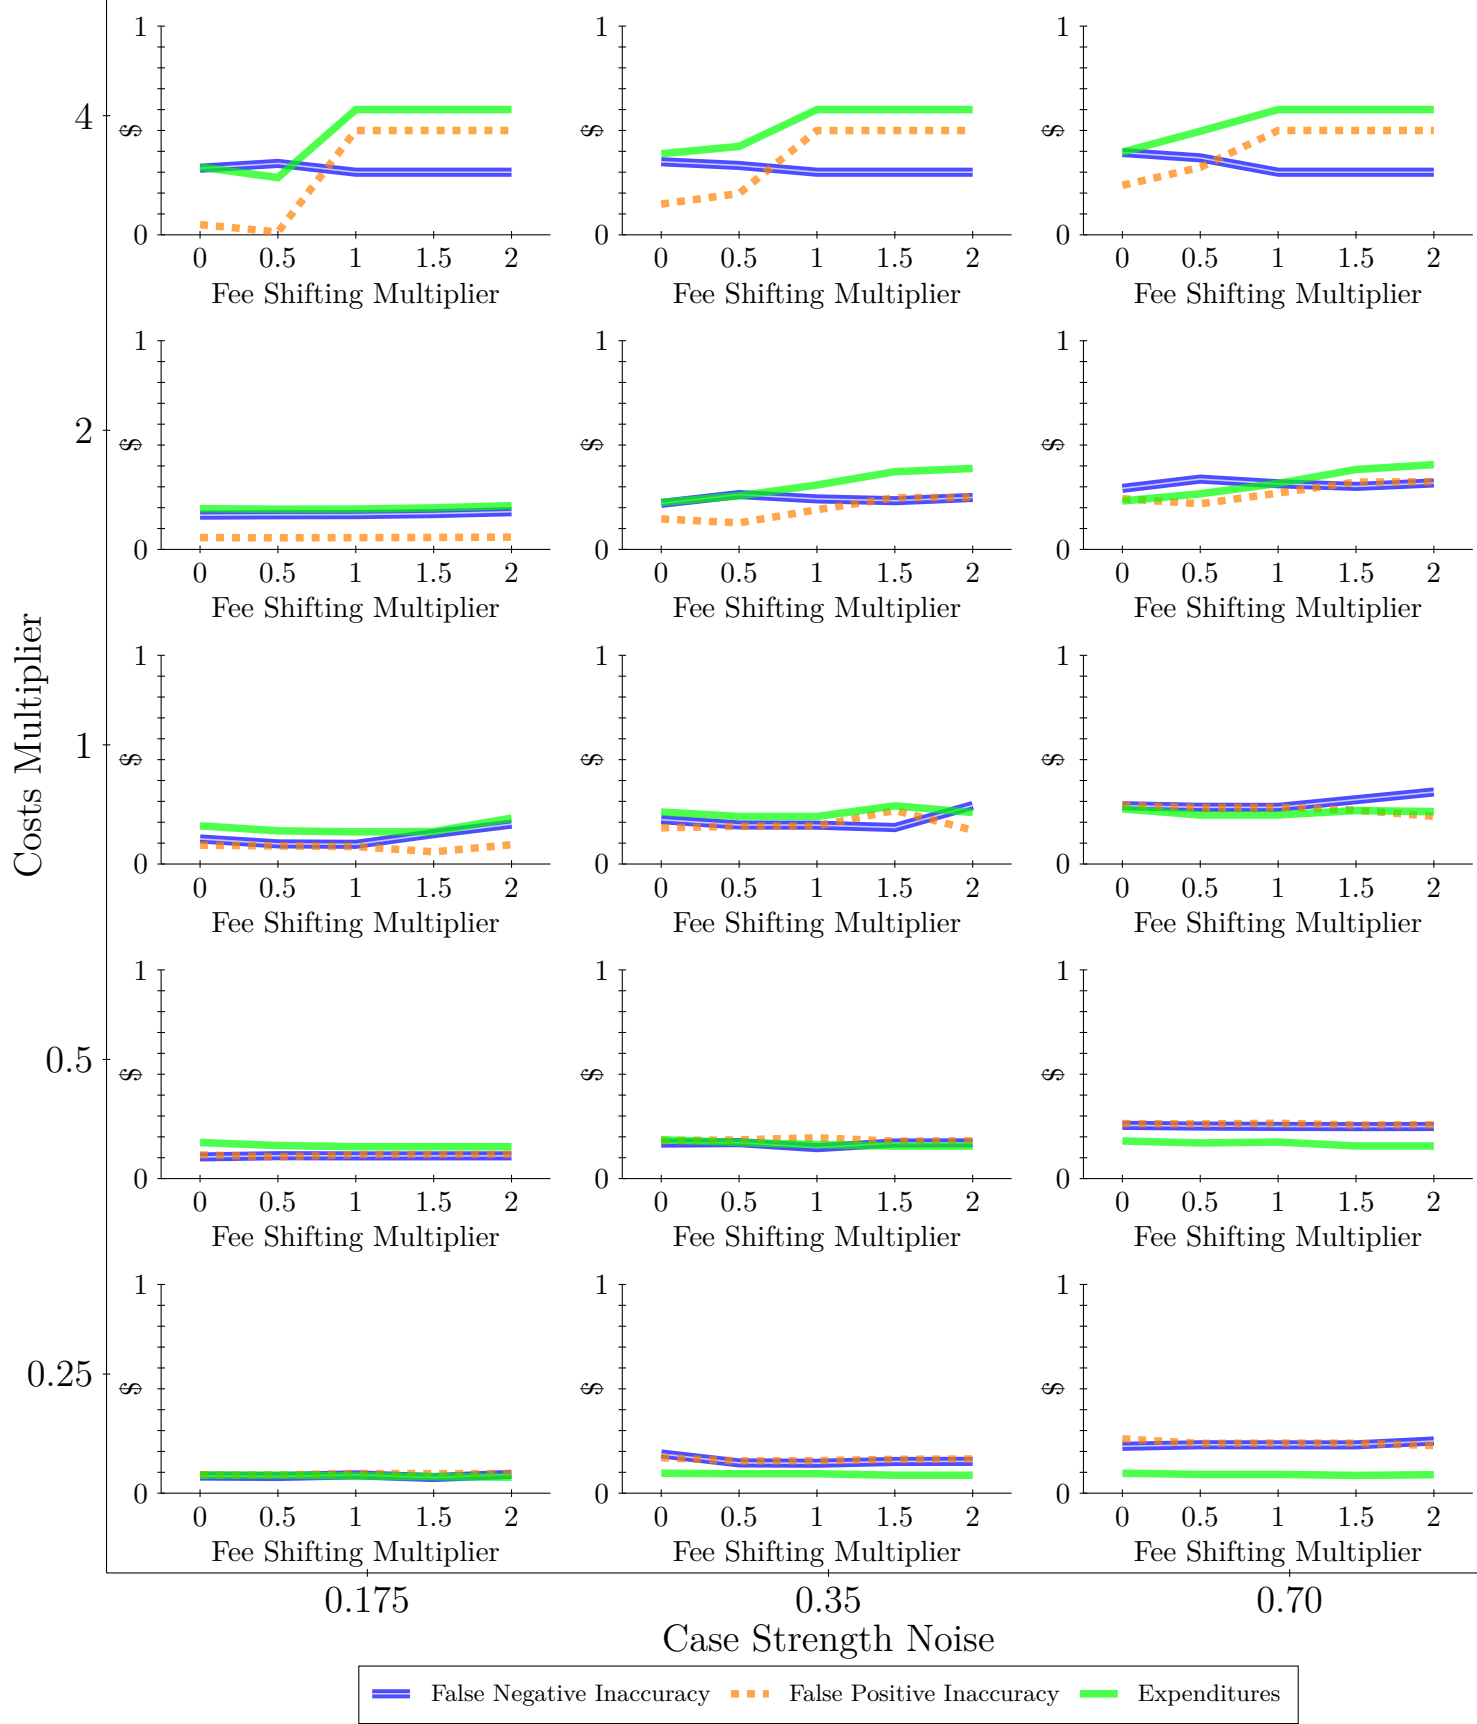 1
4
$
$
$
0
0 0.5 1 1.5 2
0 0.5 1 1.5 2
0 0.5 1 1.5 2
Fee Shifting Multiplier
Fee Shifting Multiplier
Fee Shifting Multiplier
1
1
1
2
$
$
$
0
0
0
0 0.5 1 1.5 2
0 0.5 1 1.5 2
0 0.5 1 1.5 2
Fee Shifting Multiplier
Fee Shifting Multiplier
Fee Shifting Multiplier
Costs Multiplier
1
1
1
1
$
$
$
0
0
0
0 0.5 1 1.5 2
0 0.5 1 1.5 2
0 0.5 1 1.5 2
Fee Shifting Multiplier
Fee Shifting Multiplier
Fee Shifting Multiplier
1
1
1
0.5
$
$
$
0
0
0
0 0.5 1 1.5 2
0 0.5 1 1.5 2
0 0.5 1 1.5 2
Fee Shifting Multiplier
Fee Shifting Multiplier
Fee Shifting Multiplier
1
1
1
0.25
$
$
$
0
0
0
0 0.5 1 1.5 2
0 0.5 1 1.5 2
0 0.5 1 1.5 2
Fee Shifting Multiplier
Fee Shifting Multiplier
Fee Shifting Multiplier
0.175 0.35 0.70
Case Strength Noise
False Negative Inaccuracy False Positive Inaccuracy Expenditures